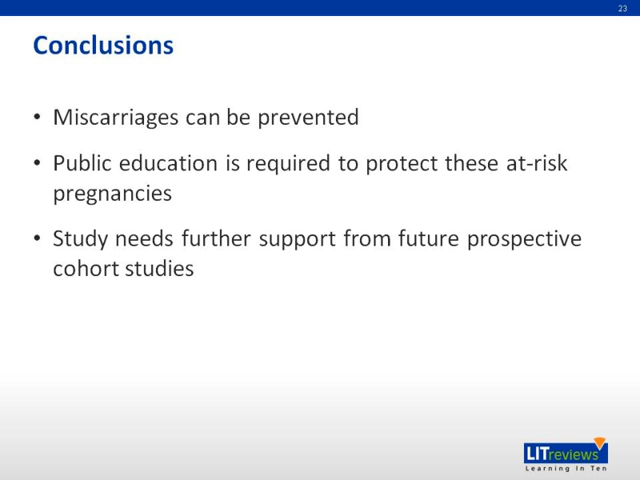 23
Conclusions
• Miscarriages can be prevented
• Public education is required to protect these at-risk
pregnancies
• Study needs further support from future prospective
cohort studies
LITreviews
Learning In Ten